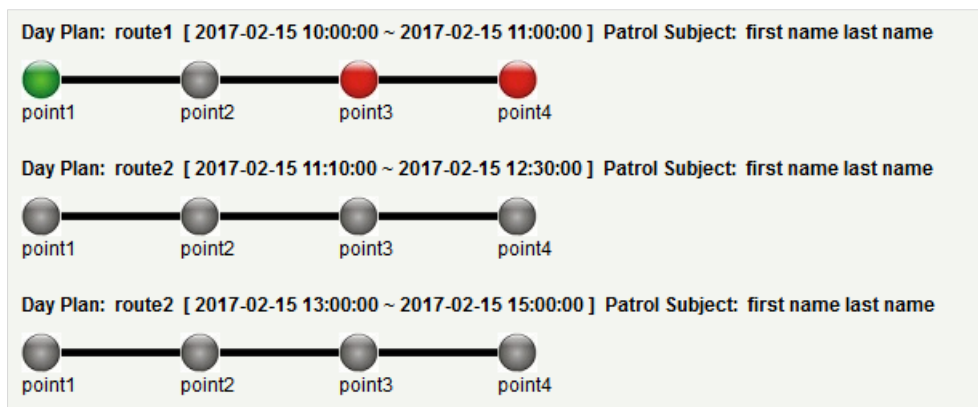 Day Plan: route1 [ 2017-02-15 10:00:00 ~ 2017-02-15 11:00:00 ] Patrol Subject: first name last name
point1 point2 point3 point4
Day Plan: route2 [ 2017-02-15 11:10:00 ~ 2017-02-15 12:30:00 ] Patrol Subject: first name last name
point1 point2 point3 point4
Day Plan: route2 [ 2017-02-15 13:00:00 ~ 2017-02-15 15:00:00 ] Patrol Subject: first name last name
point1 point2 point3 point4